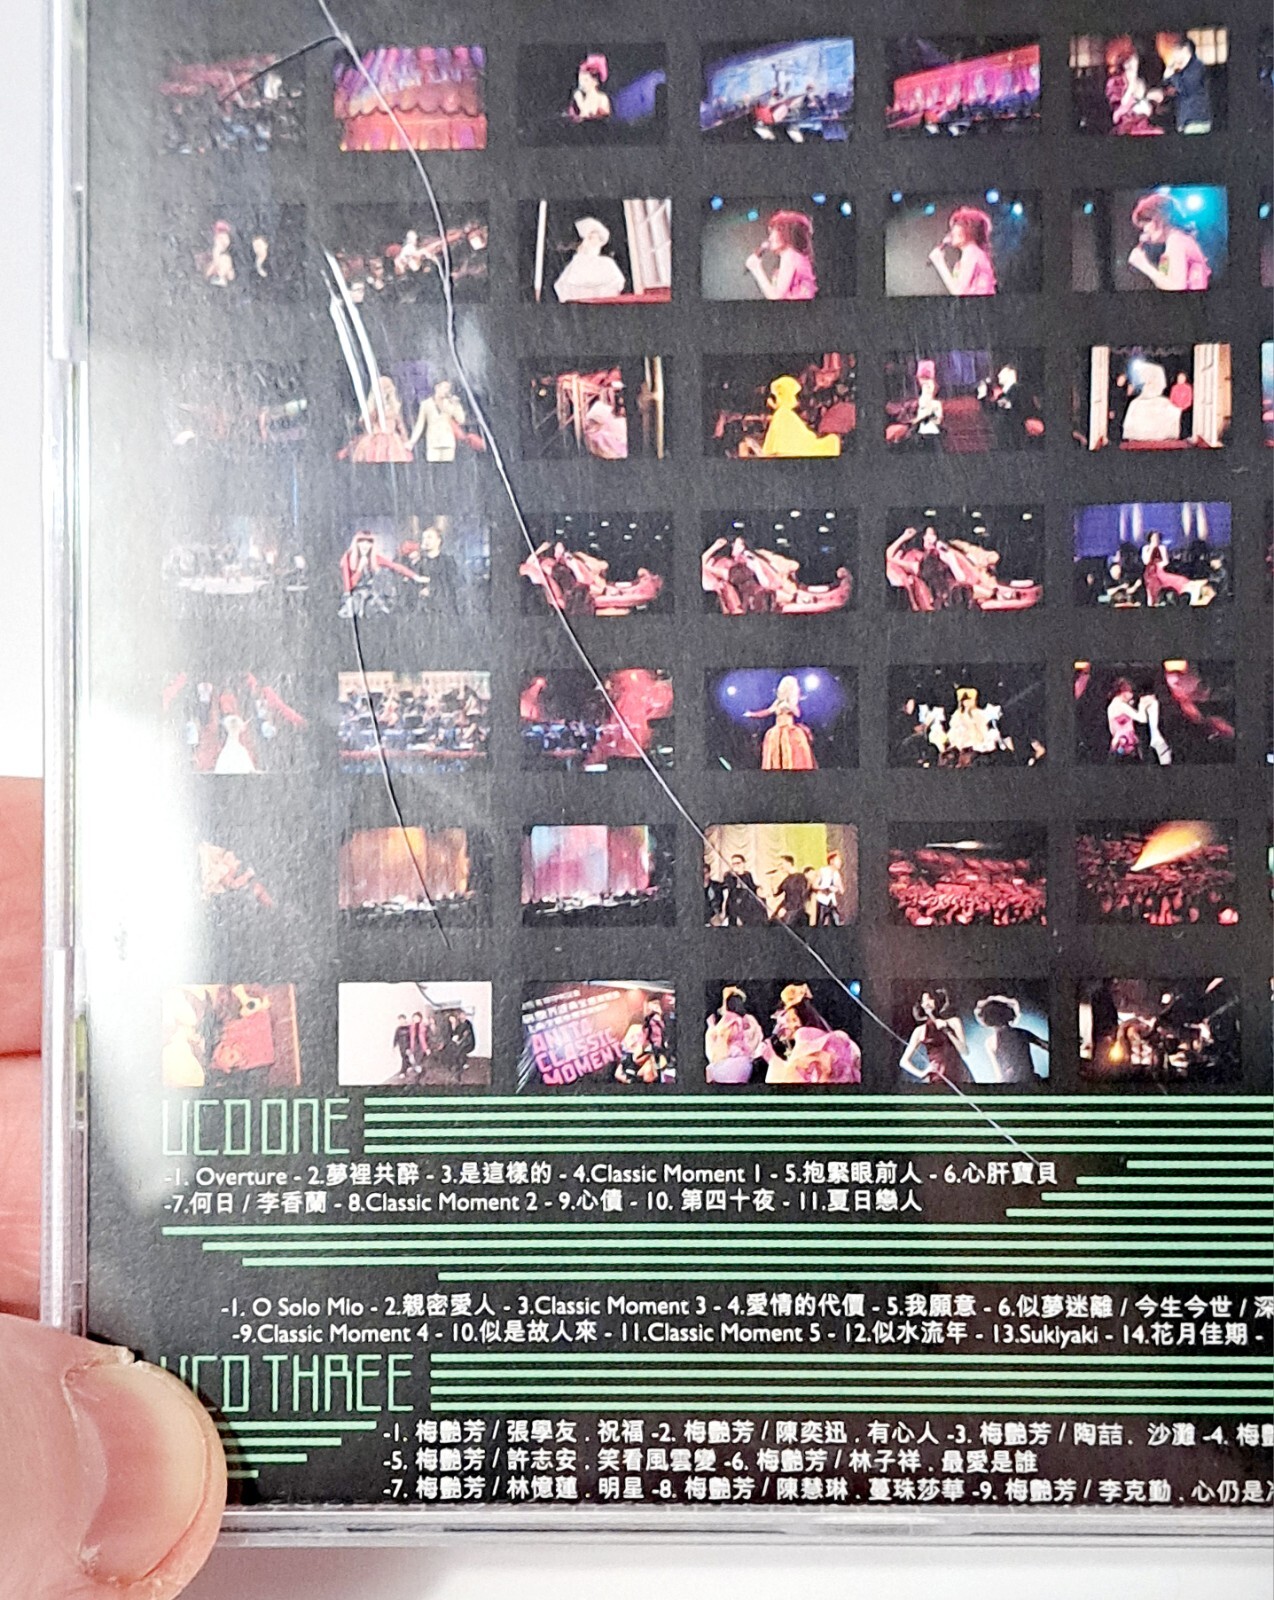 ANITA
CLASSIC
MOMENT
VCD ONE
-1. Overture - 2.夢裡共醉 - 3.是這樣的 - 4.Classic Moment 1 - 5.抱緊眼前人 - 6.心肝寶貝
-7.何日 / 李香蘭 - 8.Classic Moment 2 - 9.心債 - 10. 第四十夜 - 11.夏日戀人
-1. O Solo Mio - 2.親密愛人 - 3.Classic Moment 3 - 4.愛情的代價 - 5.我願意 - 6.似夢迷離 / 今生今世 / 深
-9.Classic Moment 4 - 10.似是故人來 - 11.Classic Moment 5 - 12.似水流年 - 13.Sukiyaki - 14.花月佳期 -
VCD THREE
-1. 梅艷芳 / 張學友 . 祝福 -2. 梅艷芳 / 陳奕迅 . 有心人 -3. 梅艷芳 / 陶喆 . 沙灘 -4. 梅艷
-5. 梅艷芳 / 許志安 . 笑看風雲變 -6. 梅艷芳 / 林子祥 . 最愛是誰
-7. 梅艷芳 / 林憶蓮 . 明星 -8. 梅艷芳 / 陳慧琳 . 蔓珠莎華 -9. 梅艷芳 / 李克勤 . 心仍是